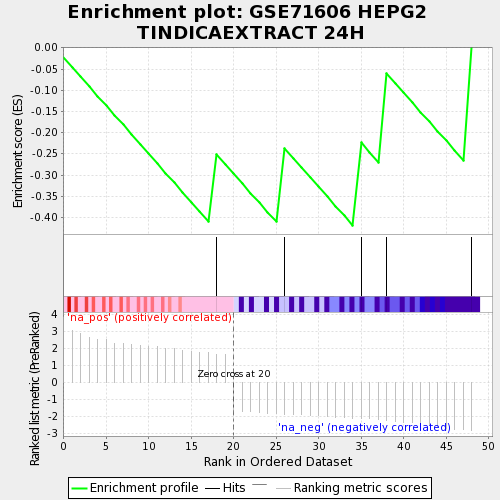 Enrichment plot: GSE71606 HEPG2
TINDICAEXTRACT 24H
Enrichment score (ES)
0.00
-0.05
-0.10
-0.15
-0.20
-0.25
-0.30
-0.35
-0.40
'na_pos' (positively correlated)
Ranked list metric (PreRanked)
4
3
2
1
0
-1
-2
-3
Zero cross at 20
'na_neg' (negatively correlated)
0 5 10 15 20 25 30 35 40 45 50
Rank in Ordered Dataset
Enrichment profile Hits Ranking metric scores